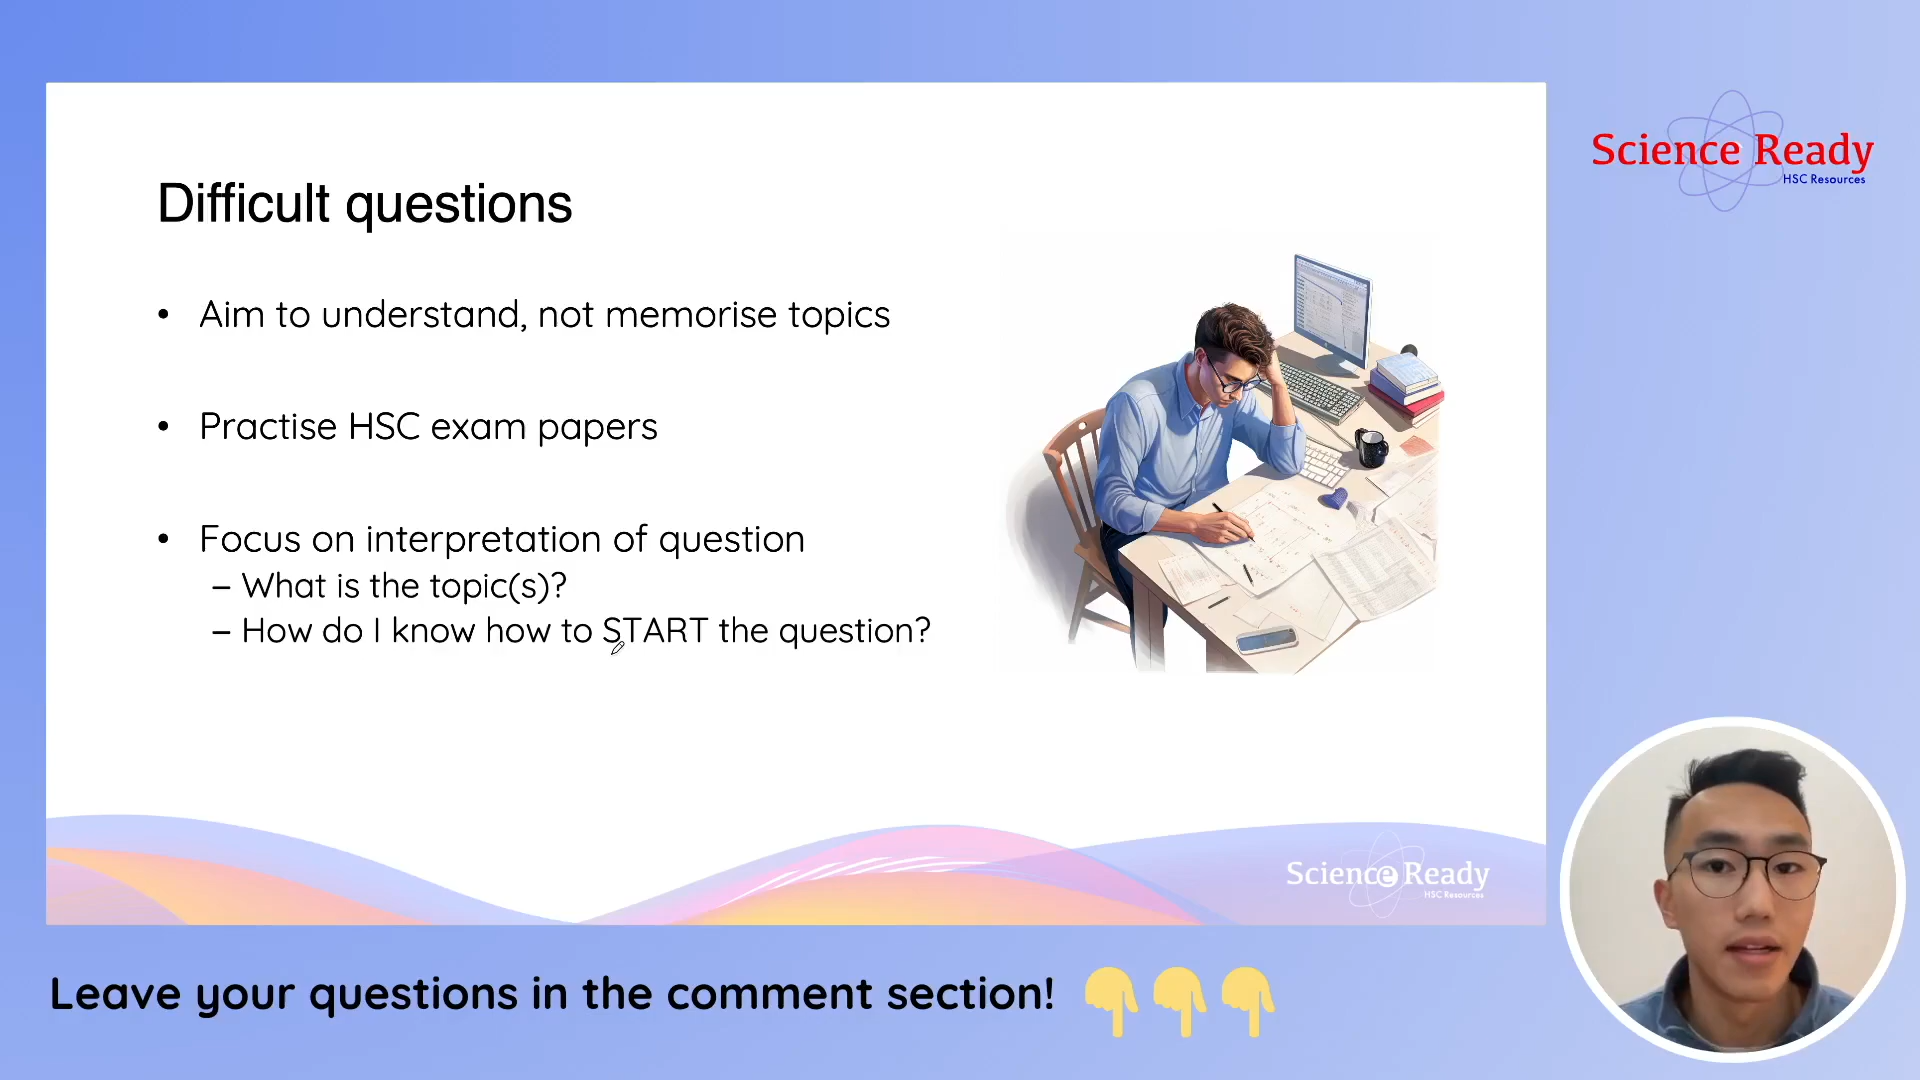 Science Ready
HSC Resources
Difficult questions
• Aim to understand, not memorise topics
• Practise HSC exam papers
• Focus on interpretation of question
– What is the topic(s)?
– How do I know how to START the question?
Science Ready
HSC Resources
Leave your questions in the comment section!